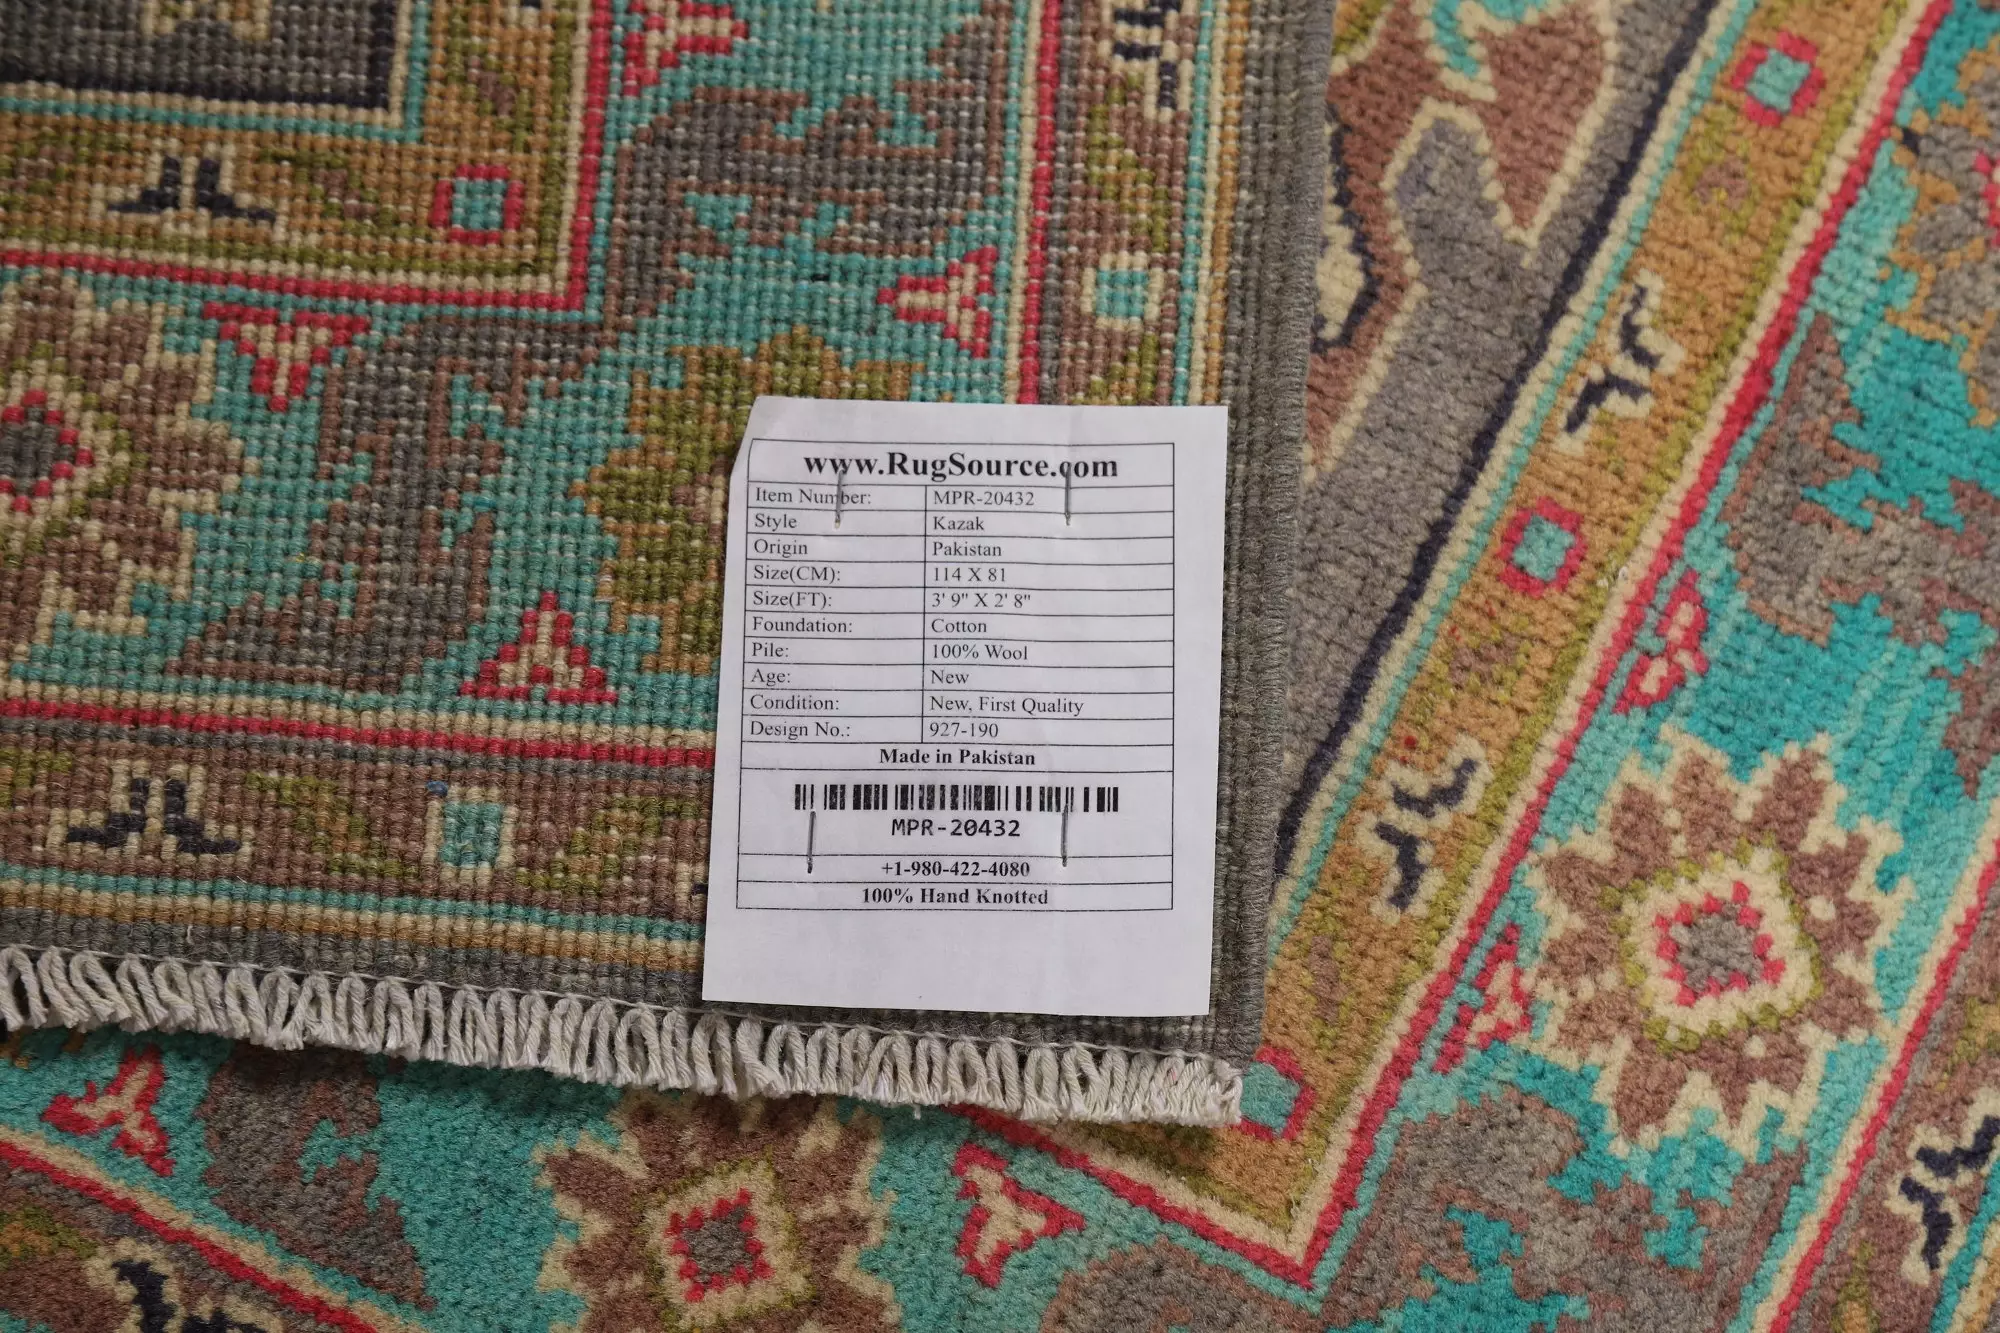 www.RugSource.com
Item Number: MPR-20432
Style Kazak
Origin Pakistan
Size(CM): 114 X 81
Size(FT): 3' 9" X 2' 8"
Foundation: Cotton
Pile: 100% Wool
Age: New
Condition: New, First Quality
Design No.: 927-190
Made in Pakistan
MPR-20432
+1-980-422-4080
100% Hand Knotted